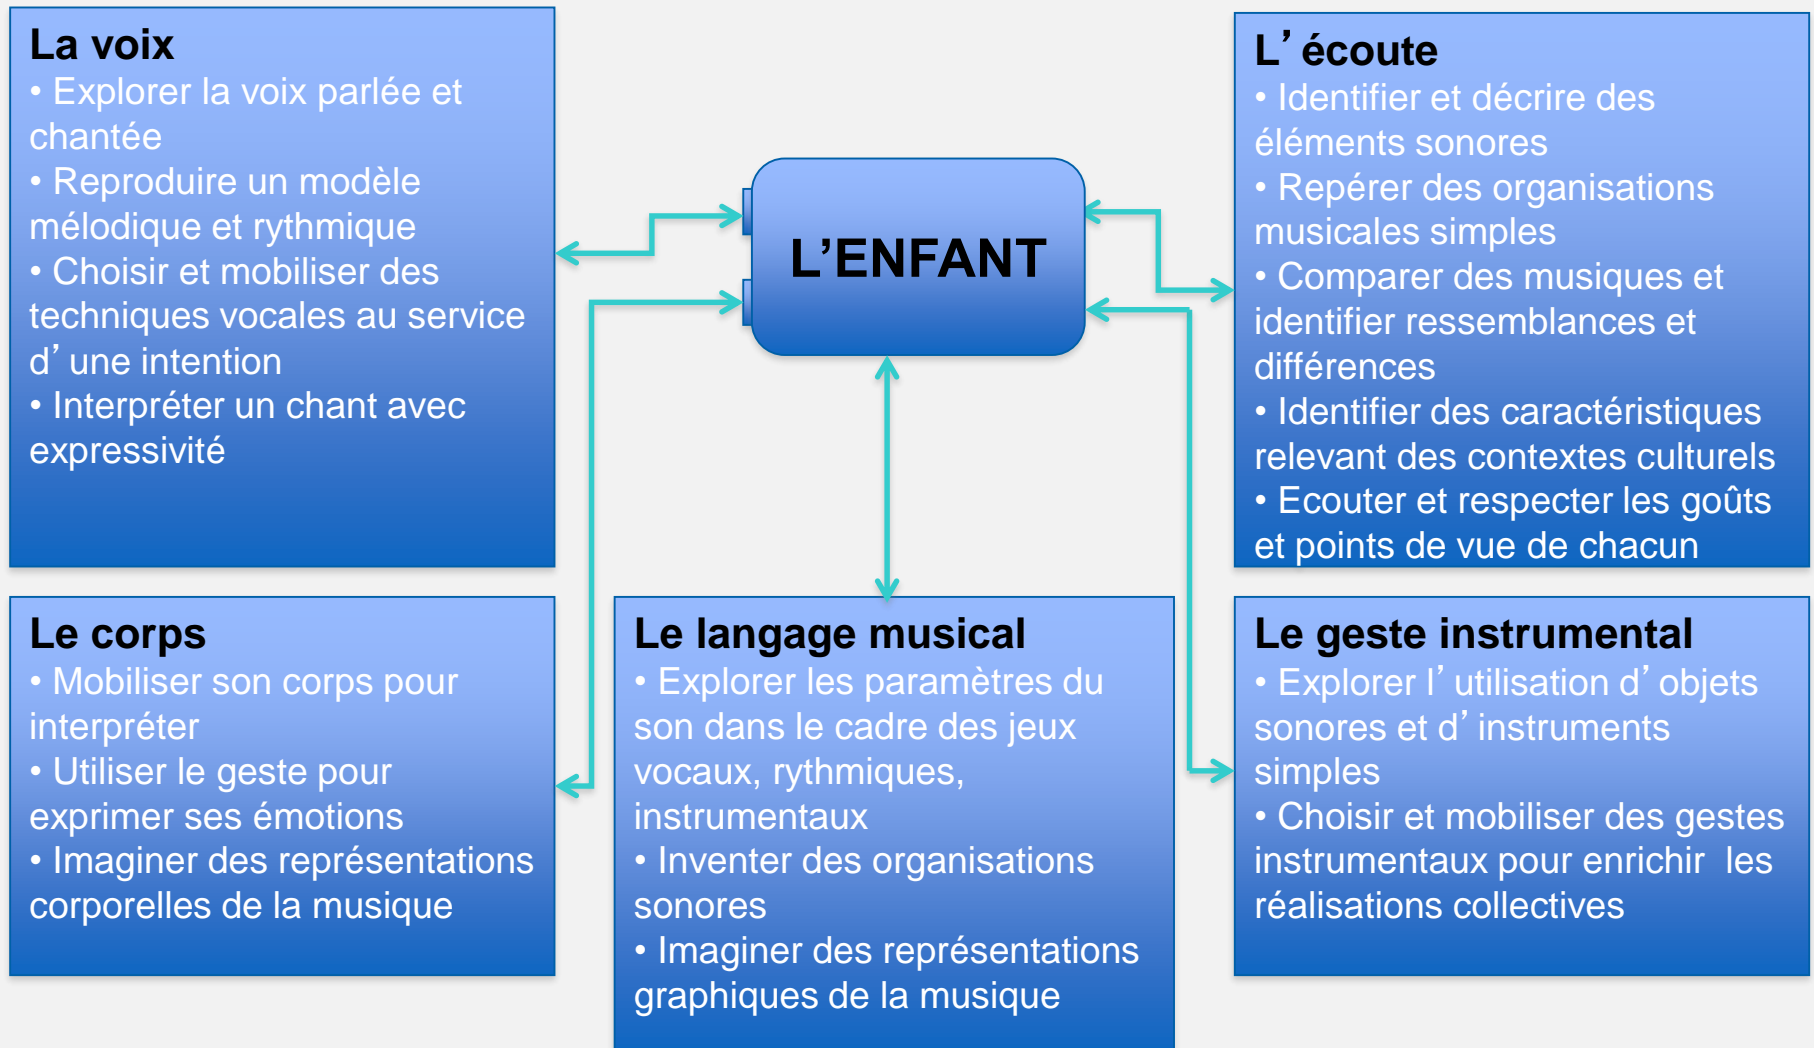 La voix
• Explorer la voix parlée et
chantée
• Reproduire un modèle
mélodique et rythmique
• Choisir et mobiliser des
techniques vocales au service
d’une intention
• Interpréter un chant avec
expressivité
L’ENFANT
L’écoute
• Identifier et décrire des
éléments sonores
• Repérer des organisations
musicales simples
• Comparer des musiques et
identifier ressemblances et
différences
• Identifier des caractéristiques
relevant des contextes culturels
• Ecouter et respecter les goûts
et points de vue de chacun
Le corps
• Mobiliser son corps pour
interpréter
• Utiliser le geste pour
exprimer ses émotions
• Imaginer des représentations
corporelles de la musique
Le langage musical
• Explorer les paramètres du
son dans le cadre des jeux
vocaux, rythmiques,
instrumentaux
• Inventer des organisations
sonores
• Imaginer des représentations
graphiques de la musique
Le geste instrumental
• Explorer l’utilisation d’objets
sonores et d’instruments
simples
• Choisir et mobiliser des gestes
instrumentaux pour enrichir les
réalisations collectives